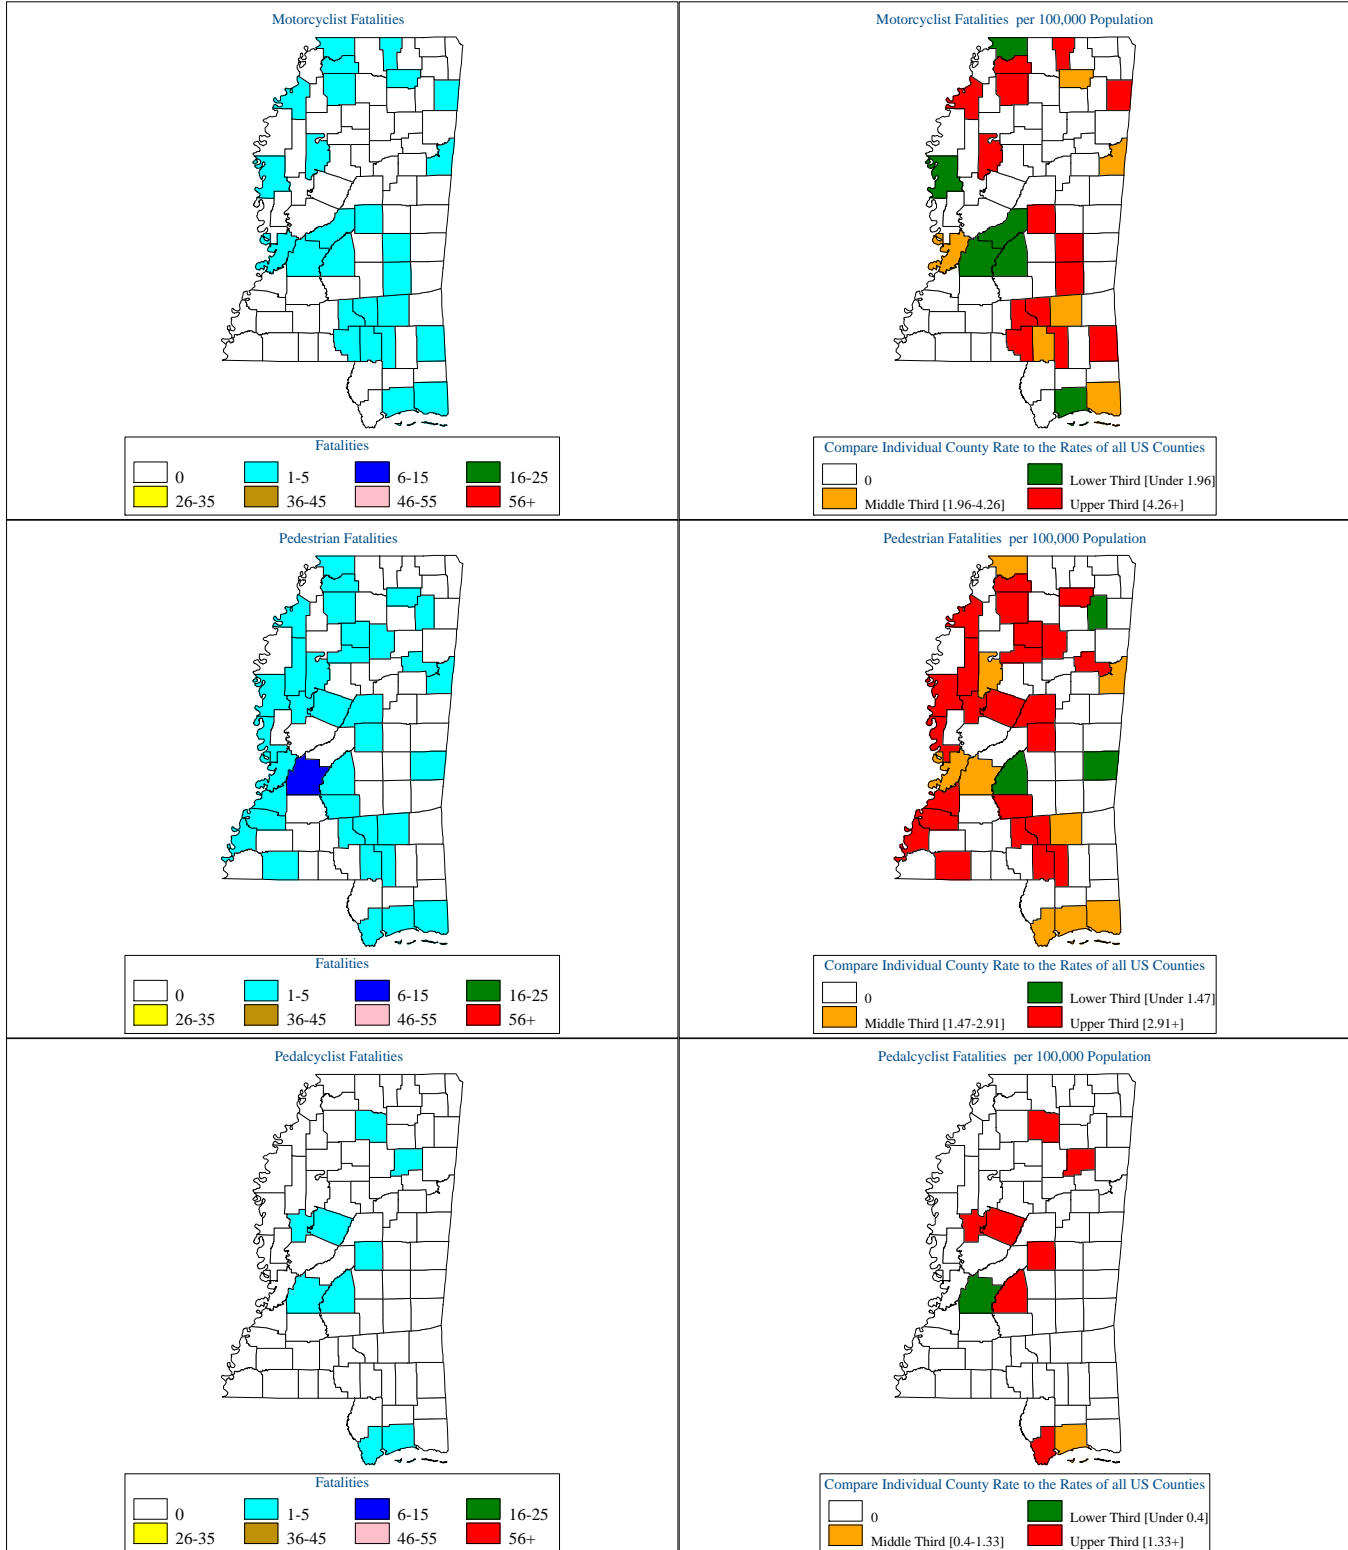 Motorcyclist Fatalities
Fatalities
0 1-5 6-15 16-25
26-35 36-45 46-55 56+
Motorcyclist Fatalities per 100,000 Population
Compare Individual County Rate to the Rates of all US Counties
0 Lower Third [Under 1.96]
Middle Third [1.96-4.26] Upper Third [4.26+]
Pedestrian Fatalities
Fatalities
0 1-5 6-15 16-25
26-35 36-45 46-55 56+
Pedestrian Fatalities per 100,000 Population
Compare Individual County Rate to the Rates of all US Counties
0 Lower Third [Under 1.47]
Middle Third [1.47-2.91] Upper Third [2.91+]
Pedalcyclist Fatalities
Fatalities
0 1-5 6-15 16-25
26-35 36-45 46-55 56+
Pedalcyclist Fatalities per 100,000 Population
Compare Individual County Rate to the Rates of all US Counties
0 Lower Third [Under 0.4]
Middle Third [0.4-1.33] Upper Third [1.33+]